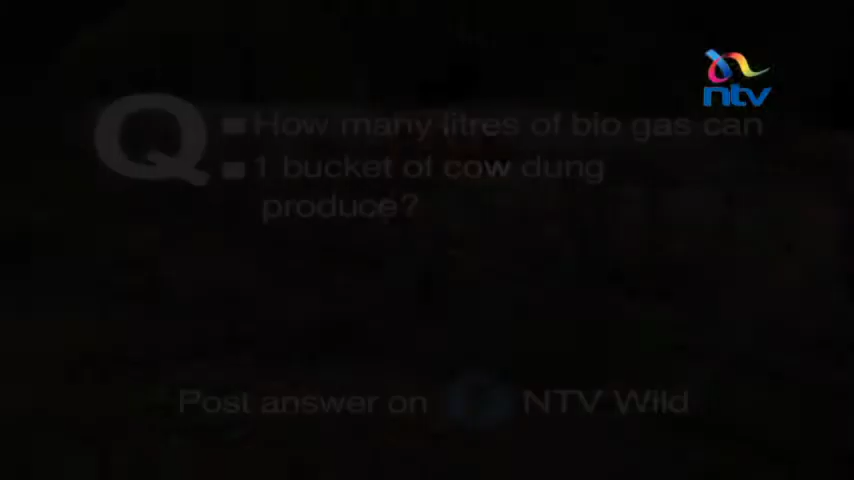 ntv
Q: How many litres of bio gas can
1 bucket of cow dung
produce?
Post answer on NTV Wild